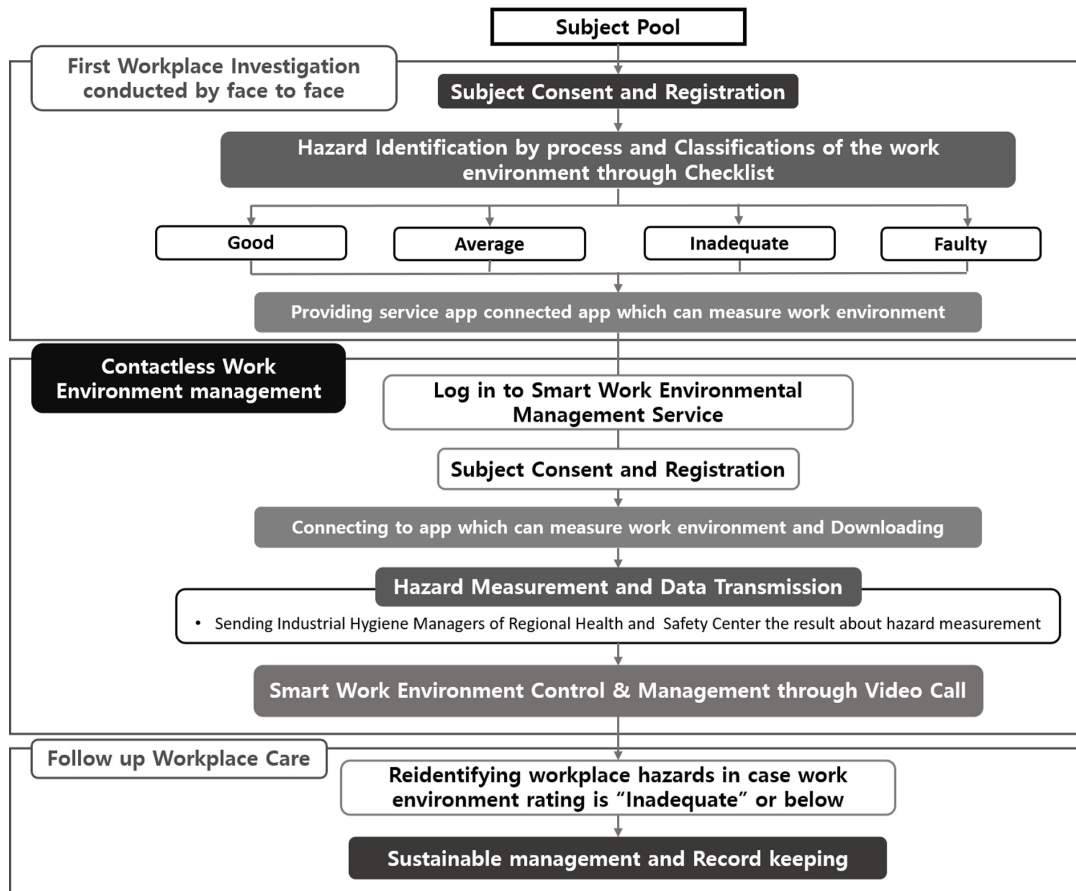 Subject Pool
First Workplace Investigation
conducted by face to face
Subject Consent and Registration
Hazard Identification by process and Classifications of the work
environment through Checklist
Good
Average
Inadequate
Faulty
Providing service app connected app which can measure work environment
Contactless Work
Environment management
Log in to Smart Work Environmental
Management Service
Subject Consent and Registration
Connecting to app which can measure work environment and Downloading
Hazard Measurement and Data Transmission
• Sending Industrial Hygiene Managers of Regional Health and Safety Center the result about hazard measurement
Smart Work Environment Control & Management through Video Call
Follow up Workplace Care
Reidentifying workplace hazards in case work
environment rating is “Inadequate” or below
Sustainable management and Record keeping